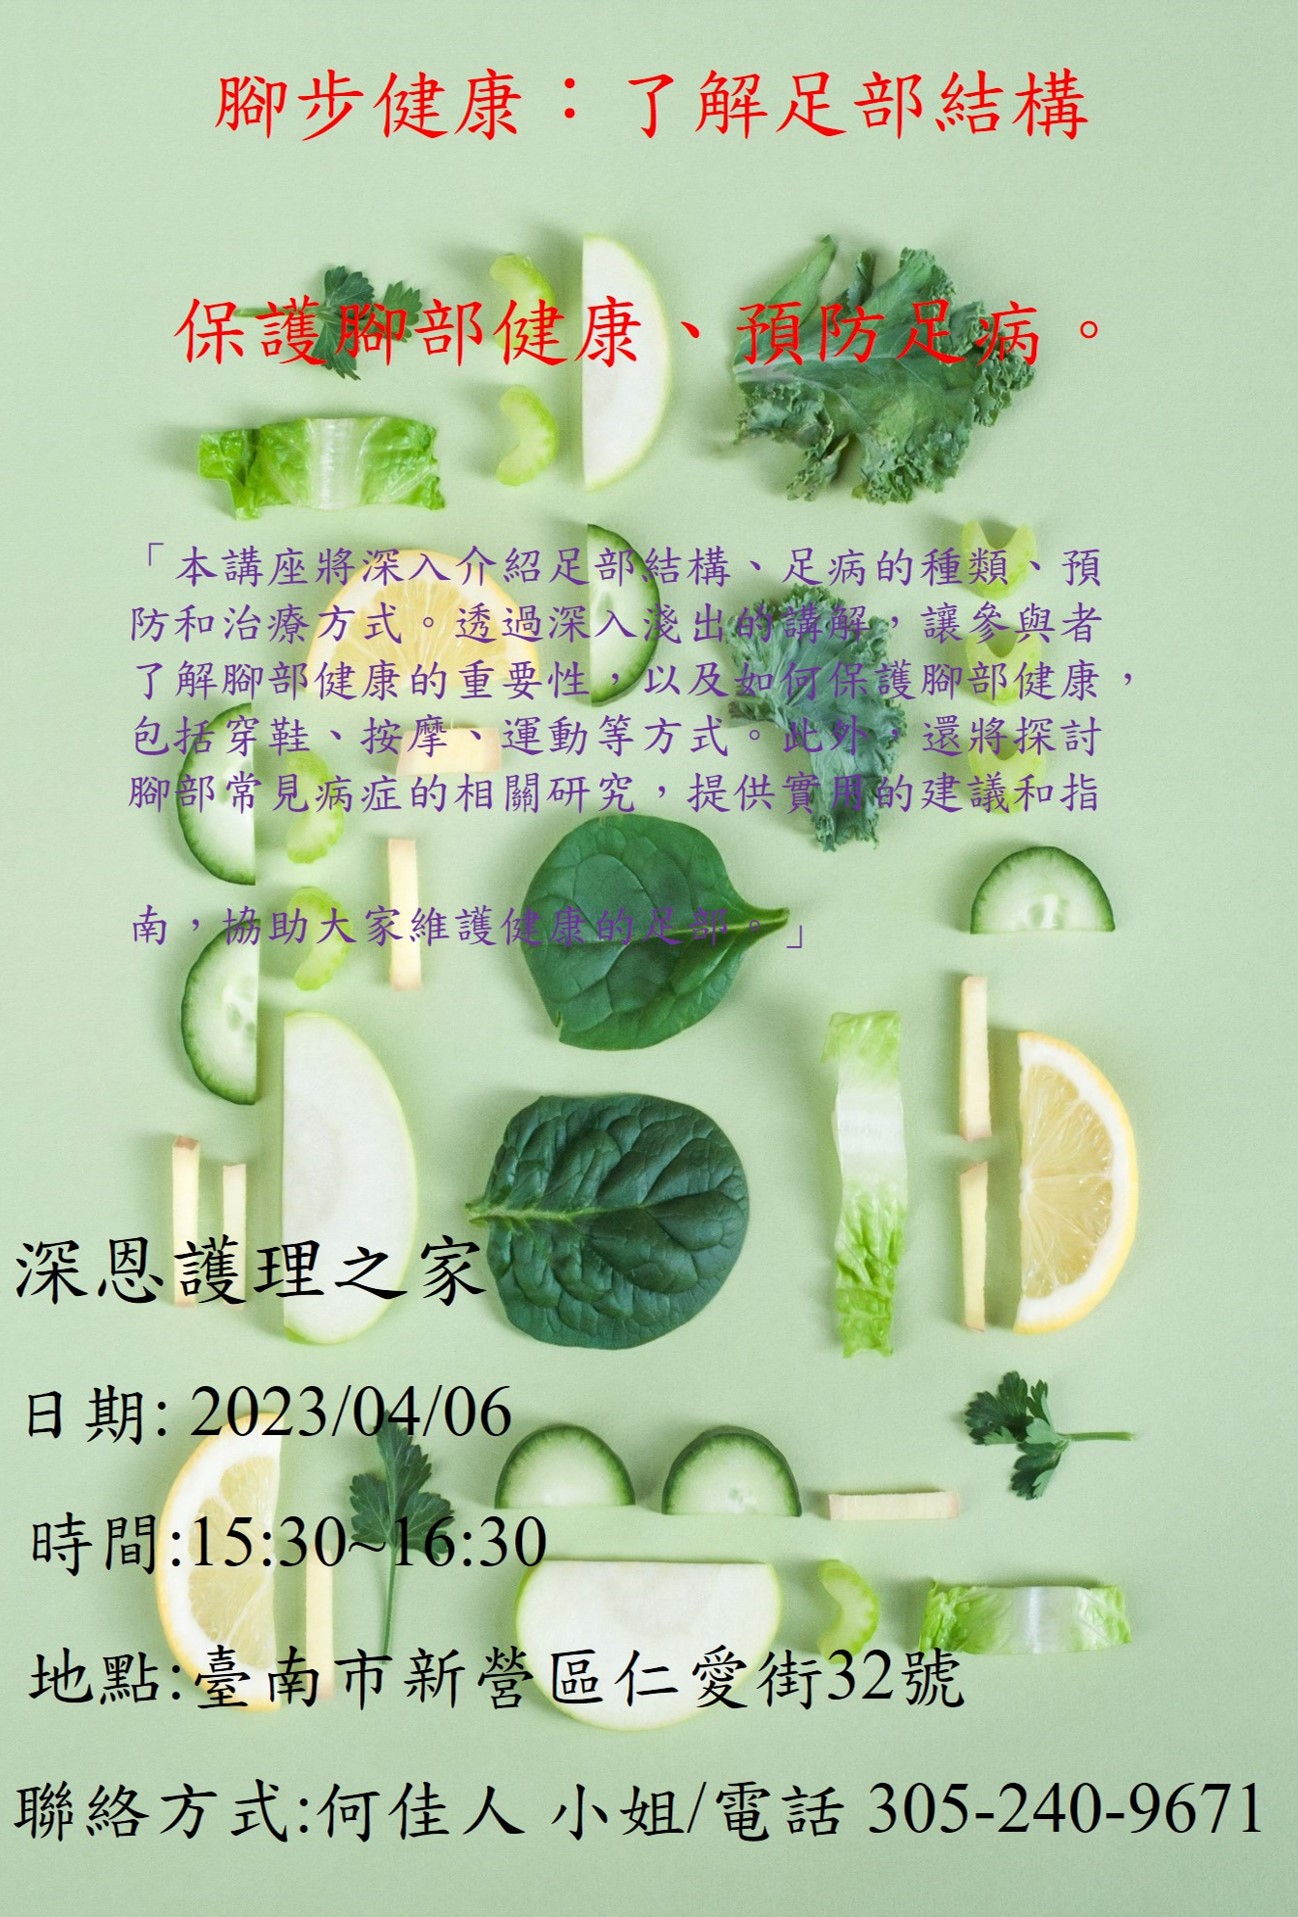 腳步健康：了解足部結構
保護腳部健康、預防足病。
「本講座將深入介紹足部結構、足病的種類、預
防和治療方式。透過深入淺出的講解，讓參與者
了解腳部健康的重要性，以及如何保護腳部健康，
包括穿鞋、按摩、運動等方式。此外，還將探討
腳部常見病症的相關研究，提供實用的建議和指
南，協助大家維護健康的足部。」
深恩護理之家
日期: 2023/04/06
時間:15:30~16:30
地點:臺南市新營區仁愛街32號
聯絡方式:何佳人 小姐/電話 305-240-9671